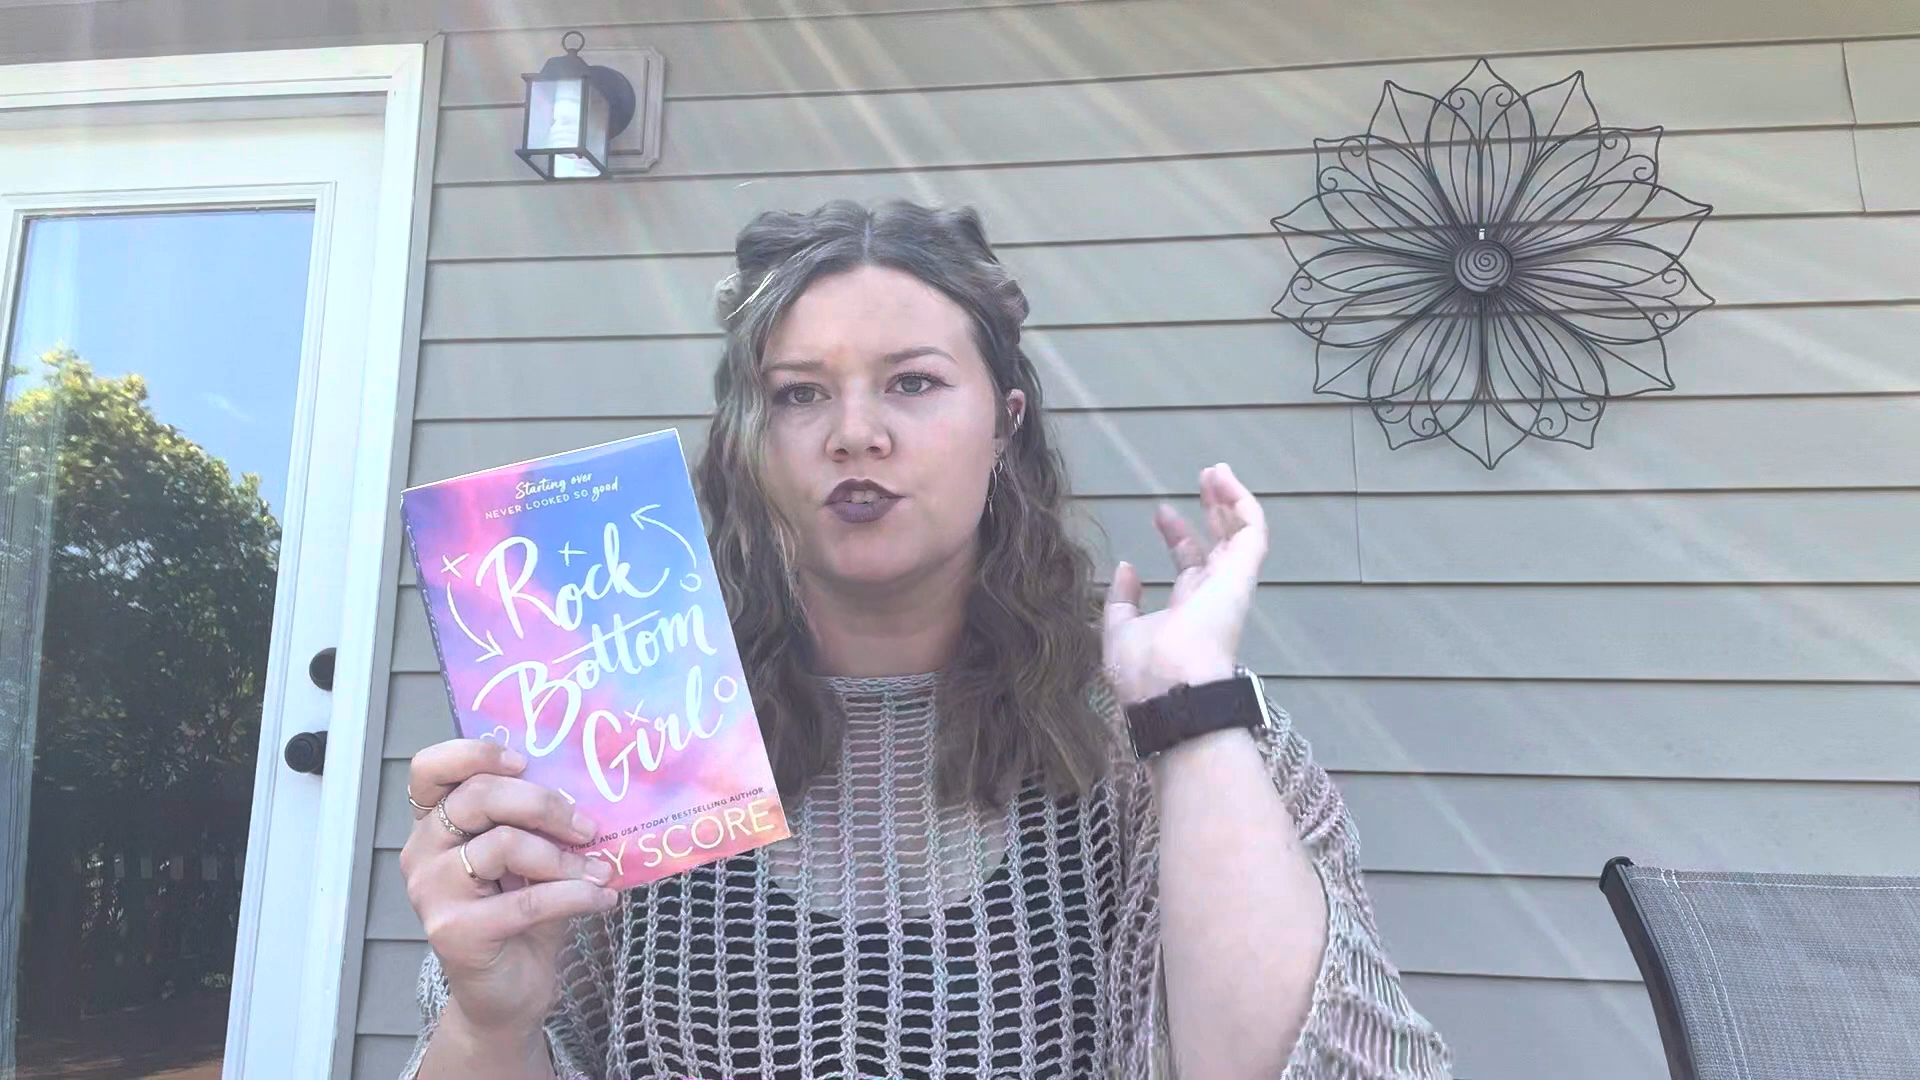 Starting over
NEVER LOOKED SO good
Rock
Bottom
Girl
TIMES AND USA TODAY BESTSELLING AUTHOR
SCORE